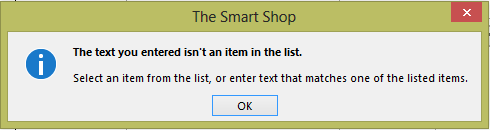 The Smart Shop
The text you entered isn't an item in the list.
Select an item from the list, or enter text that matches one of the listed items.
OK